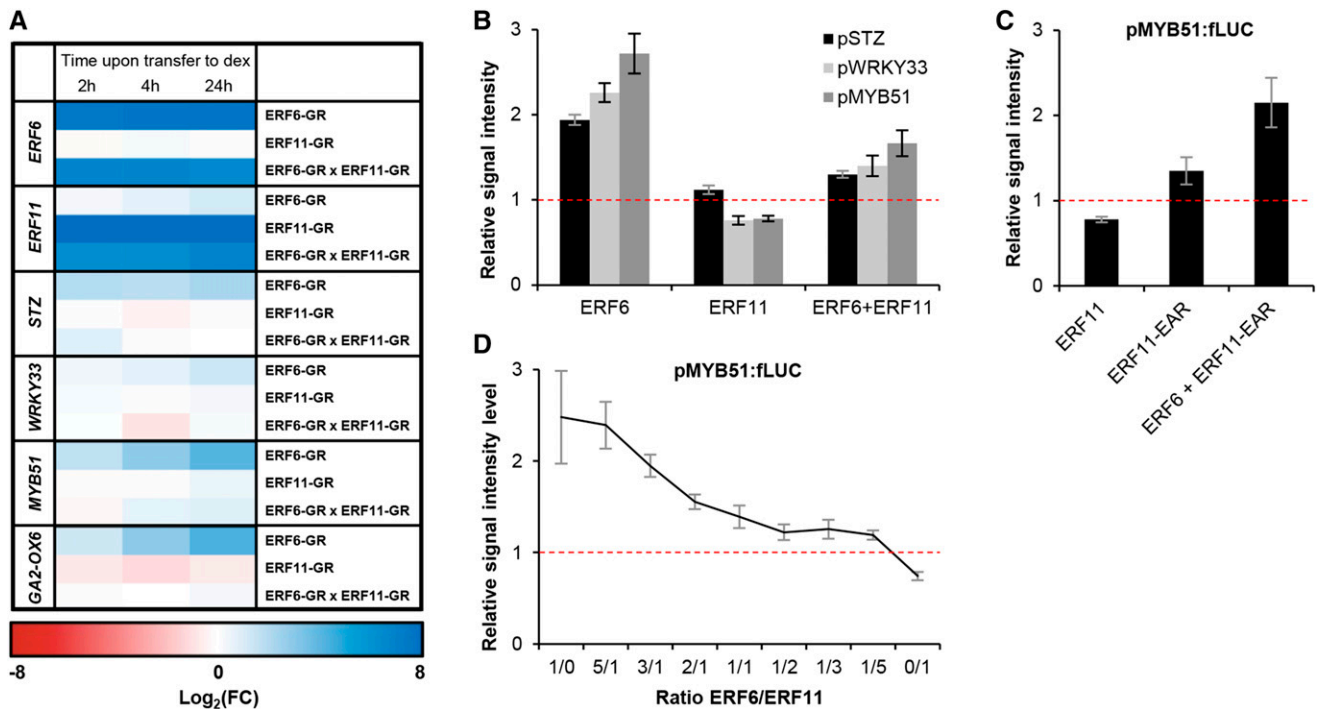 A
Time upon transfer to dex
2h 4h 24h
ERF6
ERF6-GR
ERF11-GR
ERF6-GR x ERF11-GR
ERF11
ERF6-GR
ERF11-GR
ERF6-GR x ERF11-GR
STZ
ERF6-GR
ERF11-GR
ERF6-GR x ERF11-GR
WRKY33
ERF6-GR
ERF11-GR
ERF6-GR x ERF11-GR
MYB51
ERF6-GR
ERF11-GR
ERF6-GR x ERF11-GR
GA2-OX6
ERF6-GR
ERF11-GR
ERF6-GR x ERF11-GR
-8 0 8
Log2(FC)
B
Relative signal intensity
3
2
1
0
pSTZ
pWRKY33
pMYB51
ERF6 ERF11 ERF6+ERF11
C
pMYB51:fLUC
Relative signal intensity
3
2
1
0
ERF11
ERF11-EAR
ERF6 + ERF11-EAR
D
pMYB51:fLUC
Relative signal intensity level
3
2
1
3
1/0 5/1 3/1 2/1 1/1 1/2 1/3 1/5 0/1
Ratio ERF6/ERF11